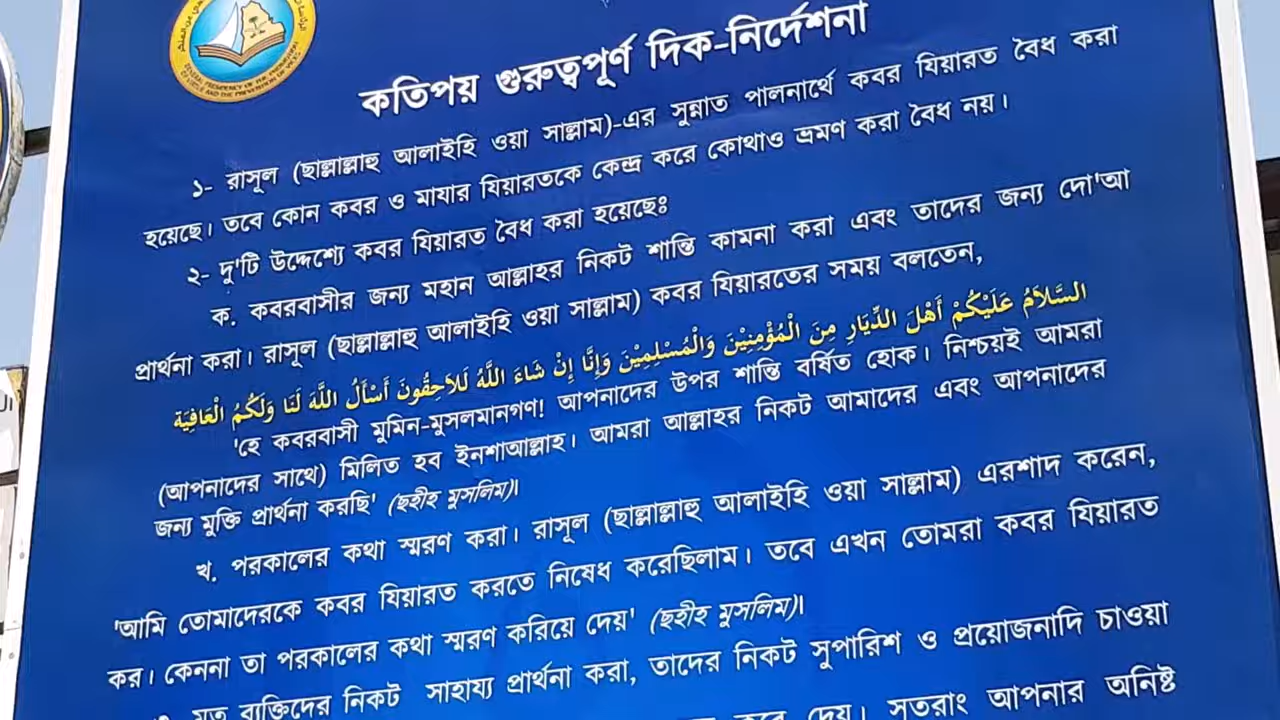 কতিপয় গুরুত্বপূর্ণ দিক-নির্দেশনা
১- রাসূল (ছাল্লাল্লাহু আলাইহি ওয়া সাল্লাম)-এর সুন্নাত পালনার্থে কবর যিয়ারত বৈধ করা
হয়েছে। তবে কোন কবর ও মাযার যিয়ারতকে কেন্দ্র করে কোথাও ভ্রমণ করা বৈধ নয়।
২- দু'টি উদ্দেশ্যে কবর যিয়ারত বৈধ করা হয়েছেঃ
ক. কবরবাসীর জন্য মহান আল্লাহর নিকট শান্তি কামনা করা এবং তাদের জন্য দো'আ
প্রার্থনা করা। রাসূল (ছাল্লাল্লাহু আলাইহি ওয়া সাল্লাম) কবর যিয়ারতের সময় বলতেন,
السَّلاَمُ عَلَيْكُمْ أَهْلَ الدِّيَارِ مِنَ الْمُؤْمِنِيْنَ وَالْمُسْلِمِيْنَ وَإِنَّا إِنْ شَاءَ اللَّهُ لَلاَحِقُونَ أَسْأَلُ اللَّهَ لَنَا وَلَكُمُ الْعَافِيَة
'হে কবরবাসী মুমিন-মুসলমানগণ! আপনাদের উপর শান্তি বর্ষিত হোক। নিশ্চয়ই আমরা
(আপনাদের সাথে) মিলিত হব ইনশাআল্লাহ। আমরা আল্লাহর নিকট আমাদের এবং আপনাদের
জন্য মুক্তি প্রার্থনা করছি' (ছহীহ মুসলিম)।
খ. পরকালের কথা স্মরণ করা। রাসূল (ছাল্লাল্লাহু আলাইহি ওয়া সাল্লাম) এরশাদ করেন,
'আমি তোমাদেরকে কবর যিয়ারত করতে নিষেধ করেছিলাম। তবে এখন তোমরা কবর যিয়ারত
কর। কেননা তা পরকালের কথা স্মরণ করিয়ে দেয়' (ছহীহ মুসলিম)।
মৃত ব্যক্তিদের নিকট সাহায্য প্রার্থনা করা, তাদের নিকট সুপারিশ ও প্রয়োজনাদি চাওয়া
করে দেয়। সুতরাং আপনার অনিষ্ট